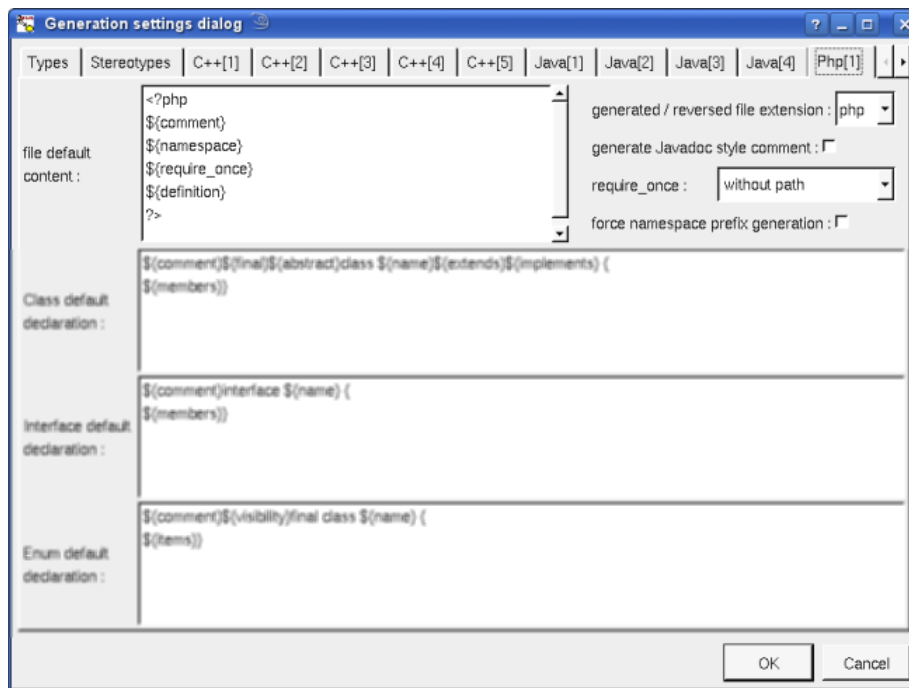 Generation settings dialog
Types Stereotypes C++[1] C++[2] C++[3] C++[4] C++[5] Java[1] Java[2] Java[3] Java[4] Php[1]
file default
content :
<?php
${comment}
${namespace}
${require_once}
${definition}
?>
generated / reversed file extension : php
generate Javadoc style comment :
require_once : without path
force namespace prefix generation :
Class default
declaration :
${comment}${final}${abstract}class ${name}${extends}${implements} {
${members}}
Interface default
declaration :
${comment}interface ${name} {
${members}}
Enum default
declaration :
${comment}${visibility}final class ${name} {
${items}}
OK Cancel